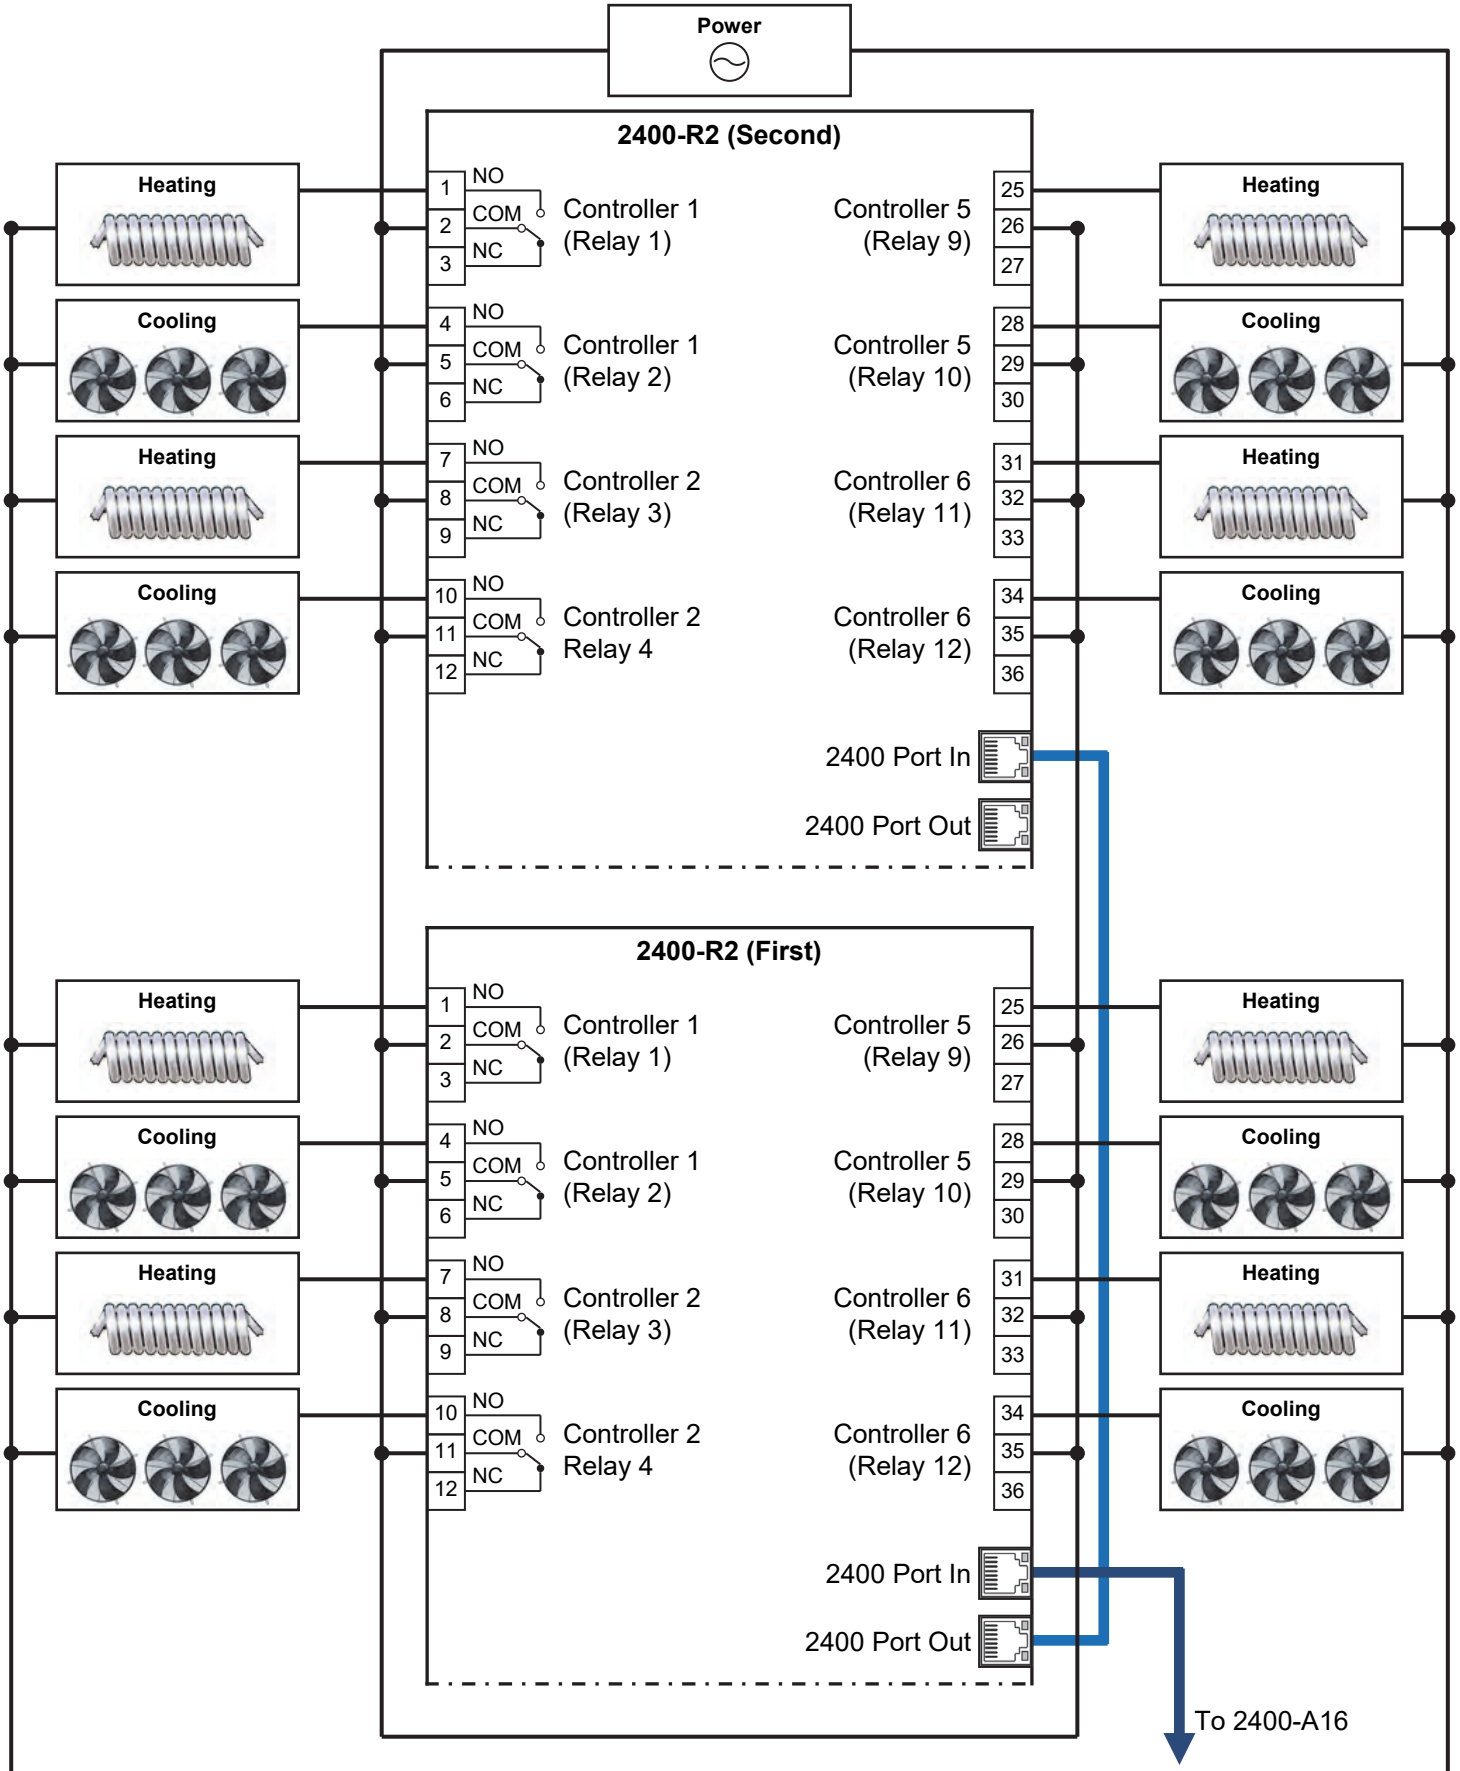 Power
2400-R2 (Second)
Heating
1 NO
2 COM
3 NC
Controller 1
(Relay 1)
Controller 5
(Relay 9)
25
26
27
Heating
Cooling
4 NO
5 COM
6 NC
Controller 1
(Relay 2)
Controller 5
(Relay 10)
28
29
30
Cooling
Heating
7 NO
8 COM
9 NC
Controller 2
(Relay 3)
Controller 6
(Relay 11)
31
32
33
Heating
Cooling
10 NO
11 COM
12 NC
Controller 2
Relay 4
Controller 6
(Relay 12)
34
35
36
Cooling
2400 Port In
2400 Port Out
2400-R2 (First)
Heating
1 NO
2 COM
3 NC
Controller 1
(Relay 1)
Controller 5
(Relay 9)
25
26
27
Heating
Cooling
4 NO
5 COM
6 NC
Controller 1
(Relay 2)
Controller 5
(Relay 10)
28
29
30
Cooling
Heating
7 NO
8 COM
9 NC
Controller 2
(Relay 3)
Controller 6
(Relay 11)
31
32
33
Heating
Cooling
10 NO
11 COM
12 NC
Controller 2
Relay 4
Controller 6
(Relay 12)
34
35
36
Cooling
2400 Port In
2400 Port Out
To 2400-A16